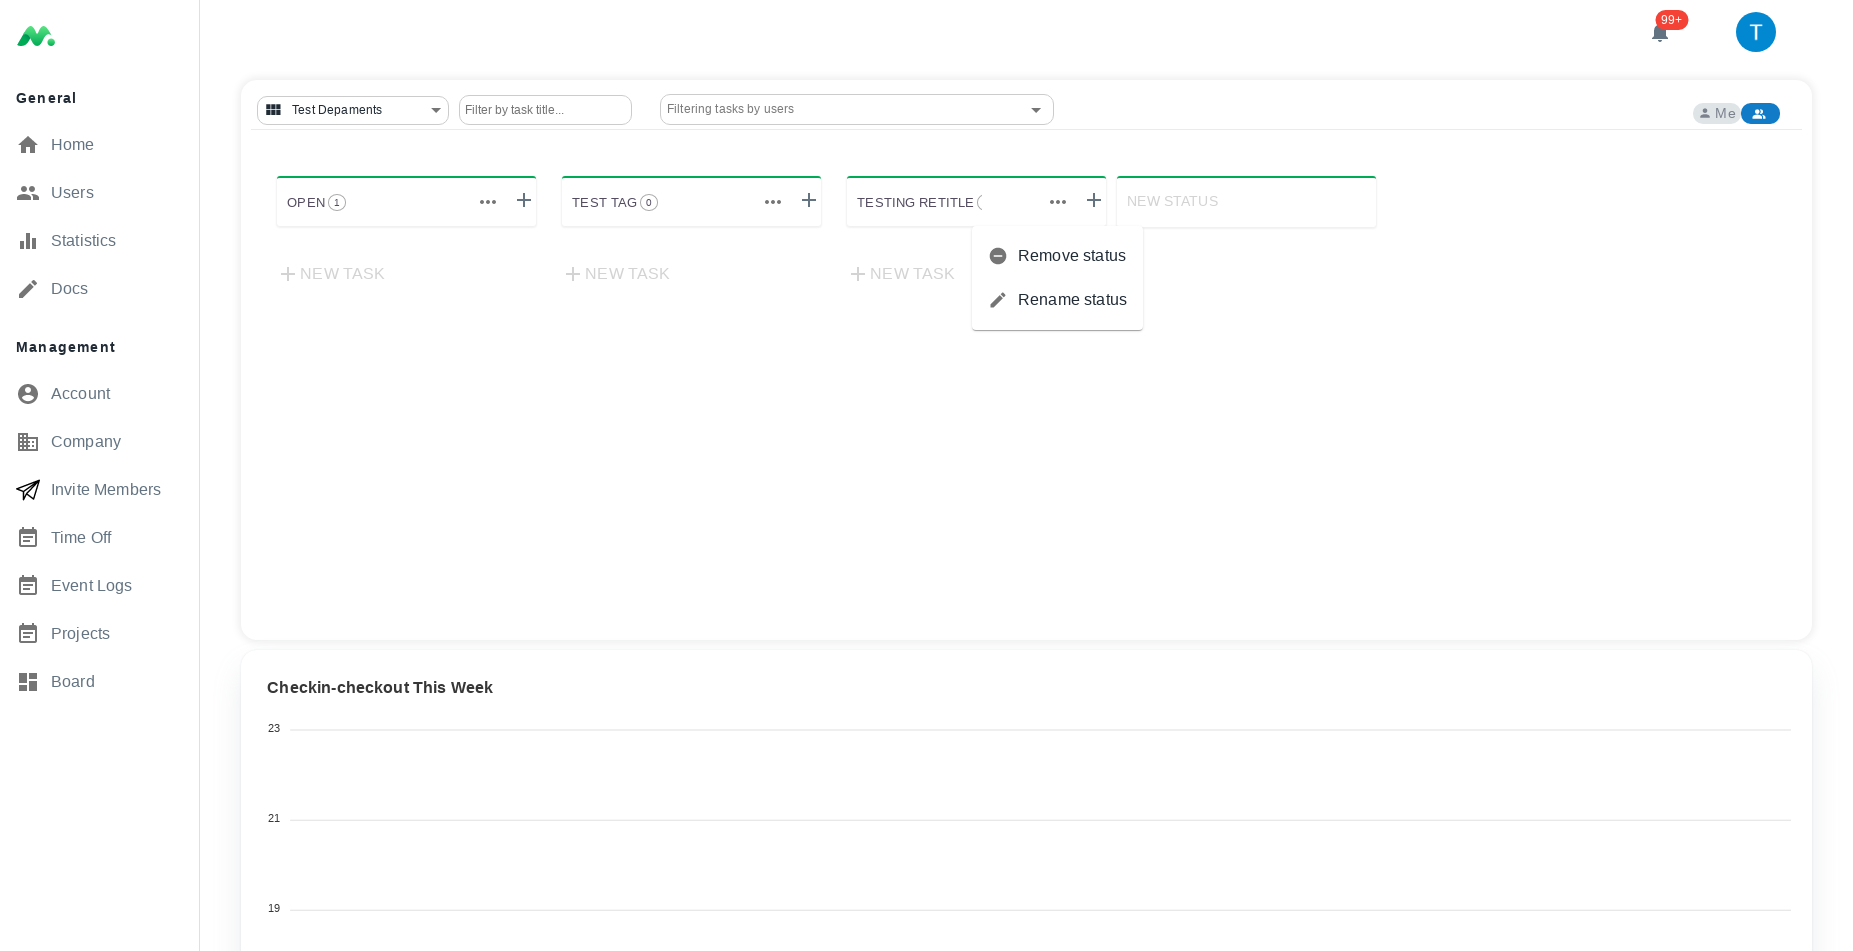 99+
T
General
Home
Users
Statistics
Docs
Management
Account
Company
Invite Members
Time Off
Event Logs
Projects
Board
Test Depaments
Filter by task title...
Filtering tasks by users
Me
OPEN 1
TEST TAG 0
TESTING RETITLE
NEW STATUS
NEW TASK
NEW TASK
NEW TASK
Remove status
Rename status
Checkin-checkout This Week
23
21
19